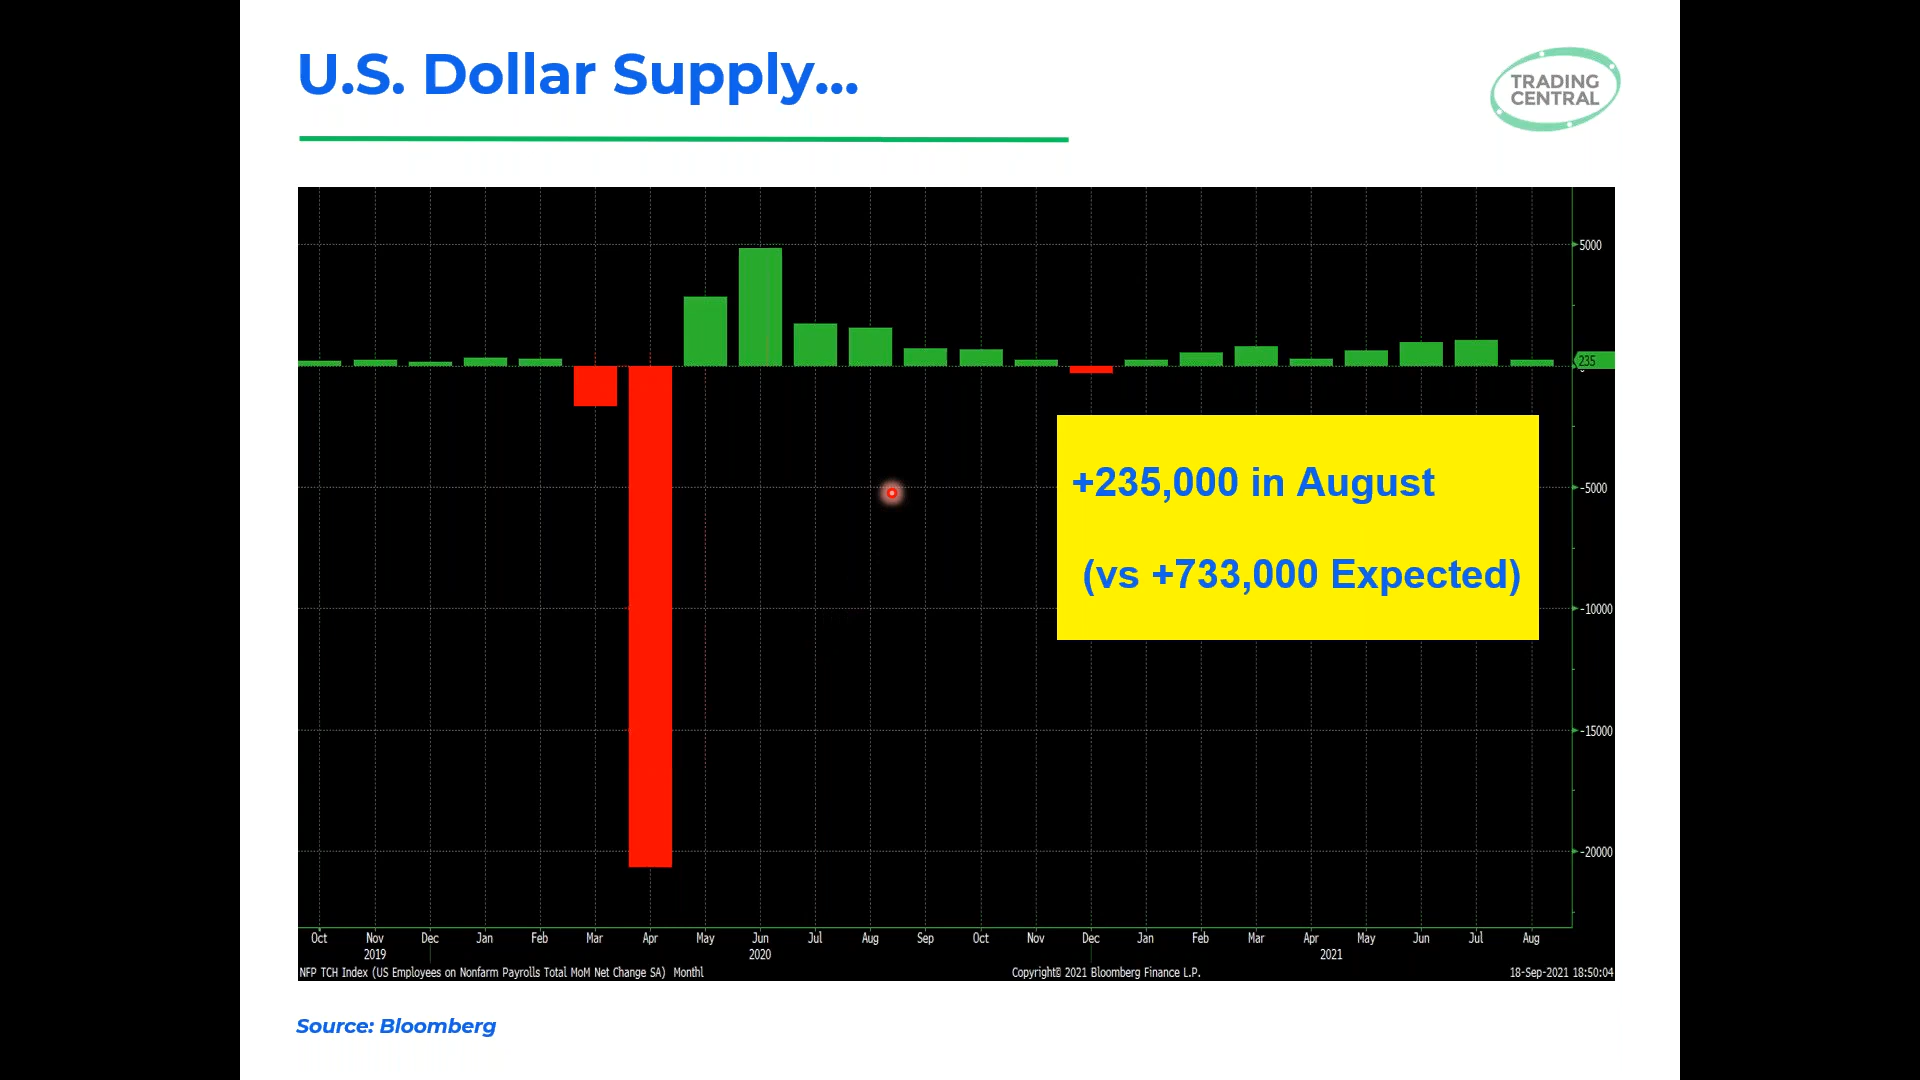 U.S. Dollar Supply...
TRADING
CENTRAL
5000
235
-5000
-10000
-15000
-20000
+235,000 in August
(vs +733,000 Expected)
Oct Nov Dec Jan Feb Mar Apr May Jun Jul Aug Sep Oct Nov Dec Jan Feb Mar Apr May Jun Jul Aug
2019 2020 2021
NFP TCH Index (US Employees on Nonfarm Payrolls Total MoM Net Change SA) Monthl Copyright© 2021 Bloomberg Finance L.P. 18-Sep-2021 18:50:04
Source: Bloomberg